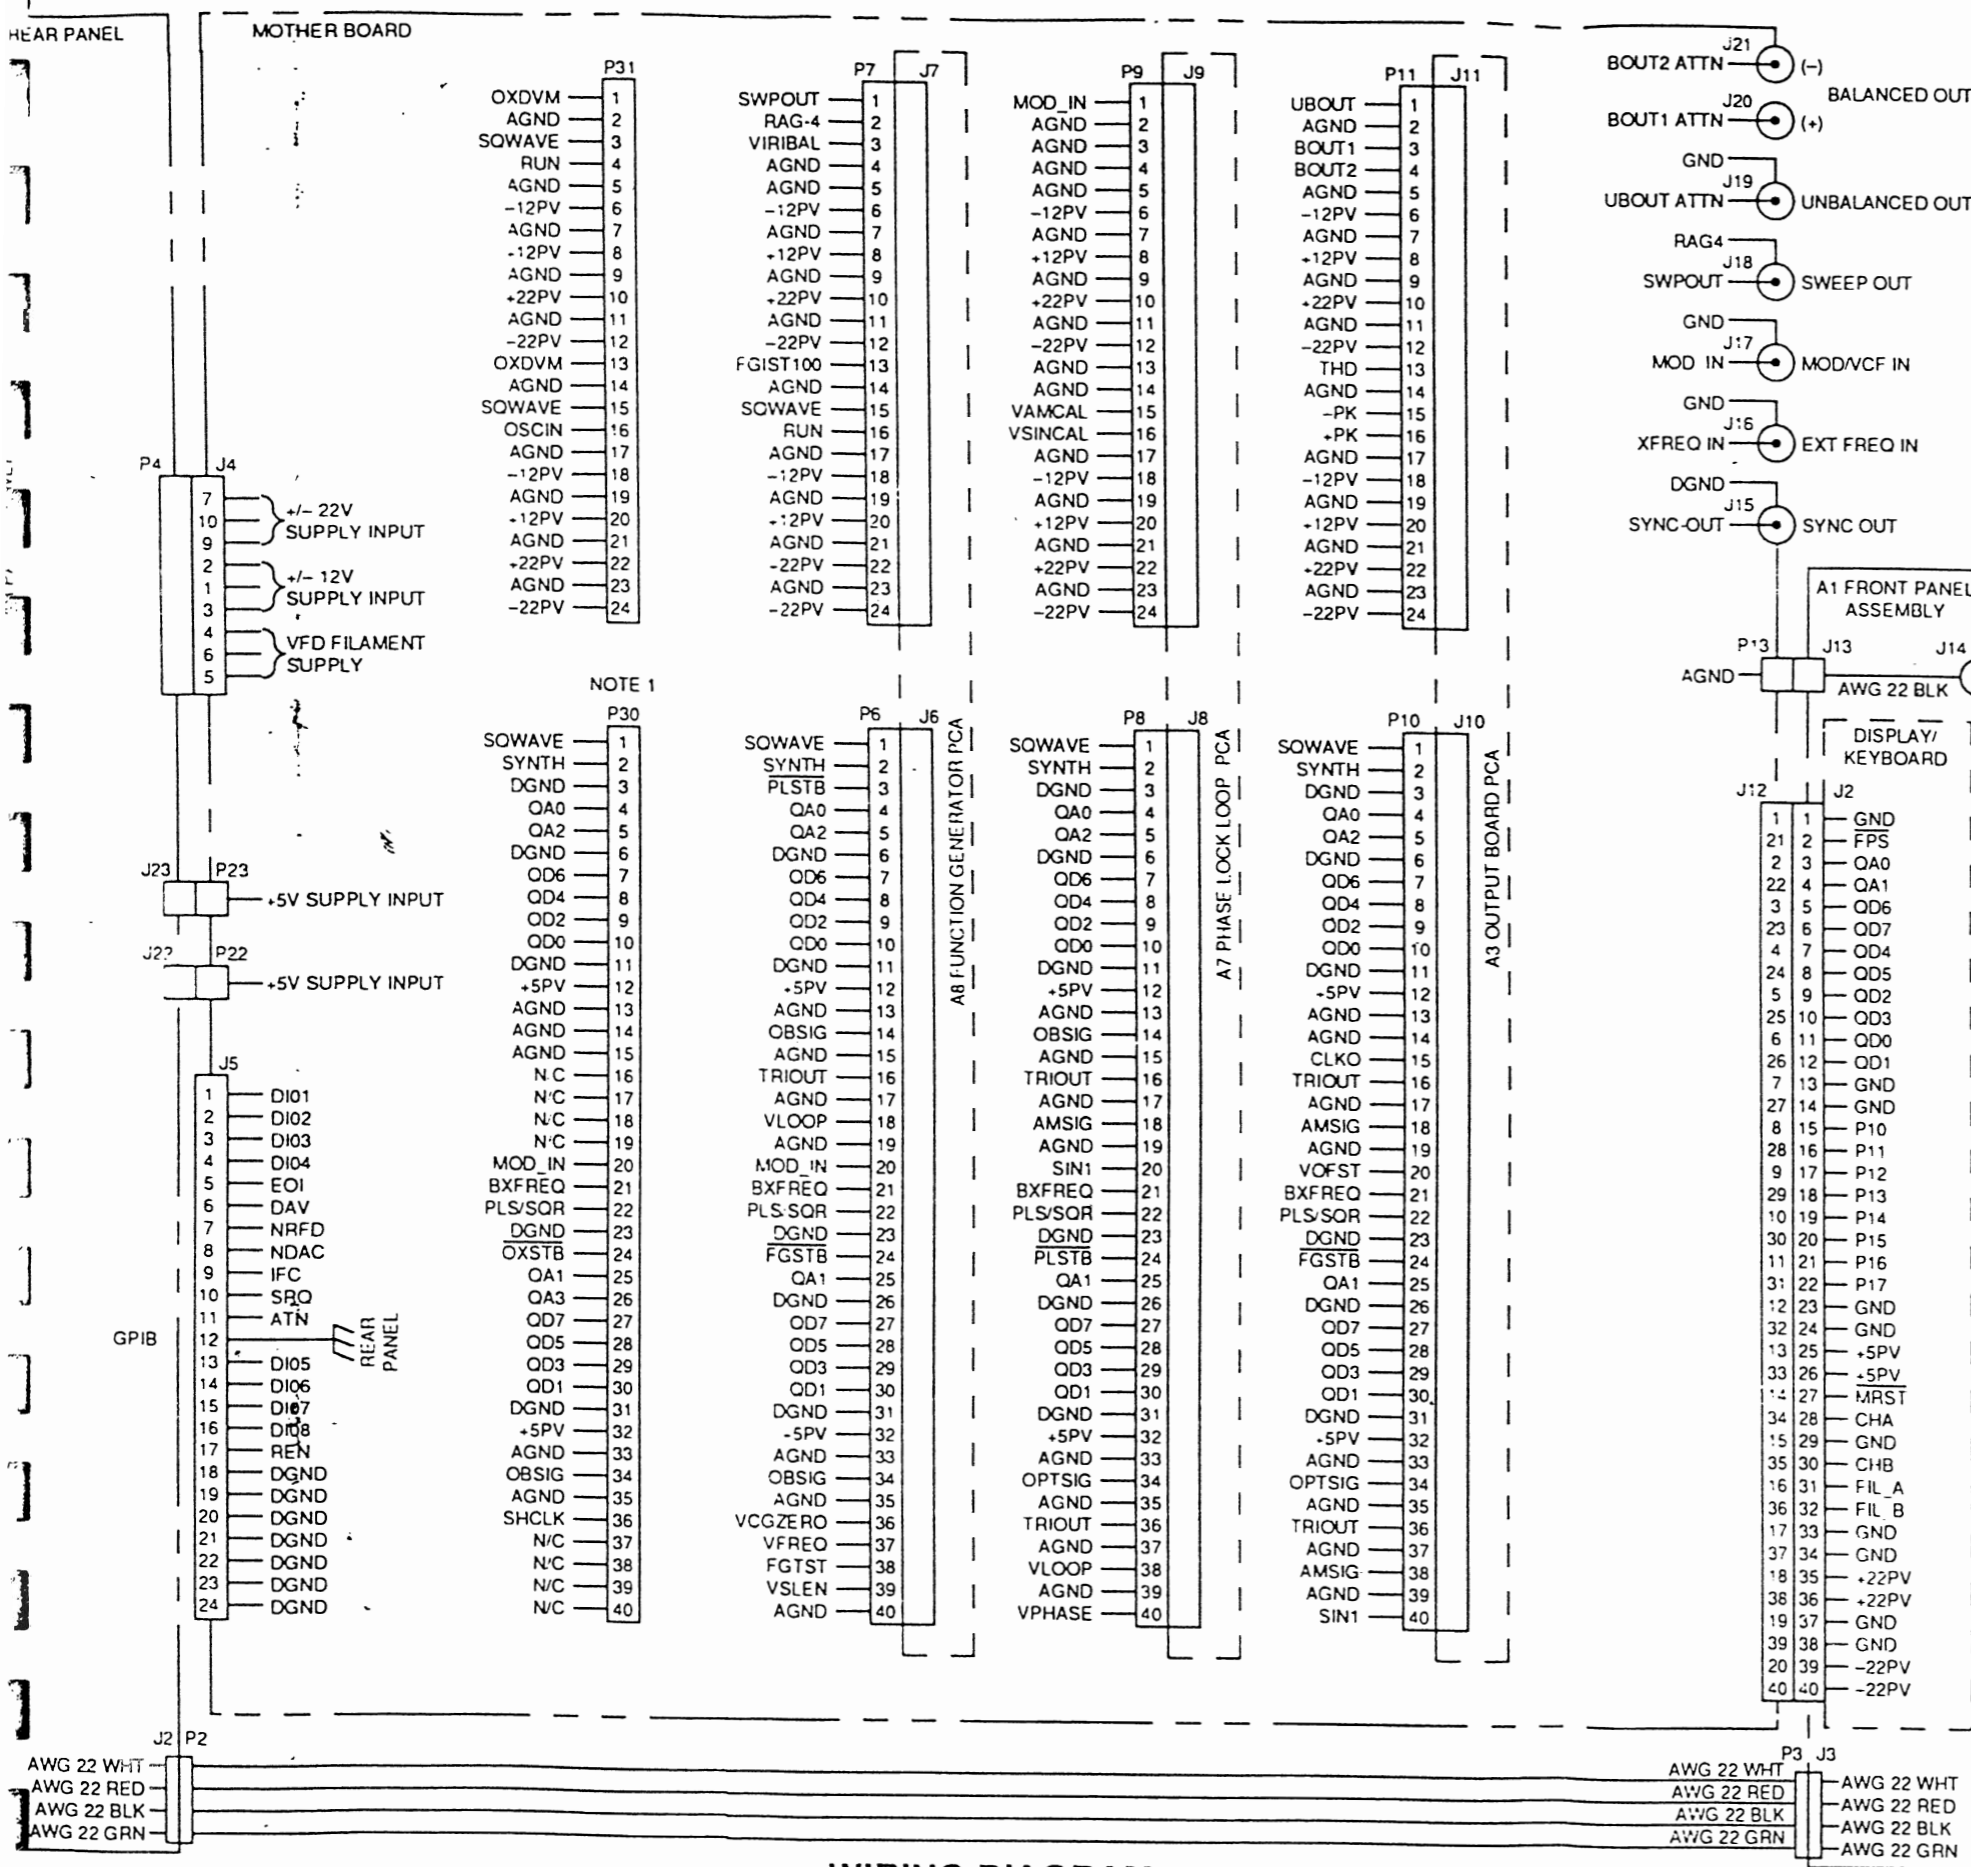 REAR PANEL
MOTHER BOARD
P31
OXDVM 1
AGND 2
SQWAVE 3
RUN 4
AGND 5
-12PV 6
AGND 7
8
AGND 9
+22PV 10
AGND 11
-22PV 12
OXDVM 13
AGND 14
SQWAVE 15
OSCIN 16
AGND 17
-12PV 18
AGND 19
+12PV 20
AGND 21
+22PV 22
AGND 23
-22PV 24
P7 J7
SWPOUT 1
RAG-4 2
VIRIBAL 3
AGND 4
AGND 5
-12PV 6
AGND 7
+12PV 8
AGND 9
+22PV 10
AGND 11
-22PV 12
FGIST100 13
AGND 14
SQWAVE 15
RUN 16
AGND 17
-12PV 18
AGND 19
+12PV 20
AGND 21
-22PV 22
AGND 23
-22PV 24
P9 J9
MOD_IN 1
AGND 2
AGND 3
AGND 4
AGND 5
-12PV 6
AGND 7
+12PV 8
AGND 9
+22PV 10
AGND 11
-22PV 12
AGND 13
AGND 14
VAMCAL 15
VSINCAL 16
AGND 17
-12PV 18
AGND 19
+12PV 20
AGND 21
+22PV 22
AGND 23
-22PV 24
P11 J11
UBOUT 1
AGND 2
BOUT1 3
BOUT2 4
AGND 5
-12PV 6
AGND 7
+12PV 8
AGND 9
+22PV 10
AGND 11
-22PV 12
THD 13
AGND 14
-PK 15
+PK 16
AGND 17
-12PV 18
AGND 19
+12PV 20
AGND 21
+22PV 22
AGND 23
-22PV 24
J21
BOUT2 ATTN (-)
BALANCED OUT
J20
BOUT1 ATTN (+)
GND
J19
UBOUT ATTN UNBALANCED OUT
RAG4
J18
SWPOUT SWEEP OUT
GND
J17
MOD IN MOD/VCF IN
GND
J16
XFREQ IN EXT FREQ IN
DGND
J15
SYNC-OUT SYNC OUT
A1 FRONT PANEL
ASSEMBLY
P13 J13 J14
AGND
AWG 22 BLK
P4 J4
7
10
9
+/- 22V
SUPPLY INPUT
2
1
3
+/- 12V
SUPPLY INPUT
4
6
5
VFD FILAMENT
SUPPLY
J23 P23
+5V SUPPLY INPUT
J22 P22
+5V SUPPLY INPUT
J5
1 DI01
2 DI02
3 DI03
4 DI04
5 EOI
6 DAV
7 NRFD
8 NDAC
9 IFC
10 SRQ
11 ATN
GPIB 12
REAR
PANEL
13 DI05
14 DI06
15 DI07
16 DI08
17 REN
18 DGND
19 DGND
20 DGND
21 DGND
22 DGND
23 DGND
24 DGND
NOTE 1
P30
SQWAVE 1
SYNTH 2
DGND 3
QA0 4
QA2 5
DGND 6
QD6 7
QD4 8
QD2 9
QD0 10
DGND 11
+5PV 12
AGND 13
AGND 14
AGND 15
N/C 16
N/C 17
N/C 18
N/C 19
MOD_IN 20
BXFREQ 21
PLS/SQR 22
DGND 23
OXSTB 24
QA1 25
QA3 26
QD7 27
QD5 28
QD3 29
QD1 30
DGND 31
+5PV 32
AGND 33
OBSIG 34
AGND 35
SHCLK 36
N/C 37
N/C 38
N/C 39
N/C 40
P6 J6
SQWAVE 1
SYNTH 2
PLSTB 3
QA0 4
QA2 5
DGND 6
QD6 7
QD4 8
QD2 9
QD0 10
DGND 11
+5PV 12
AGND 13
OBSIG 14
AGND 15
TRIOUT 16
AGND 17
VLOOP 18
AGND 19
MOD_IN 20
BXFREQ 21
PLS/SQR 22
DGND 23
FGSTB 24
QA1 25
DGND 26
QD7 27
QD5 28
QD3 29
QD1 30
DGND 31
-5PV 32
AGND 33
OBSIG 34
AGND 35
VCGZERO 36
VFREQ 37
FGTST 38
VSLEN 39
AGND 40
A8 FUNCTION GENERATOR PCA
P8 J8
SQWAVE 1
SYNTH 2
DGND 3
QA0 4
QA2 5
DGND 6
QD6 7
QD4 8
QD2 9
QD0 10
DGND 11
+5PV 12
AGND 13
OBSIG 14
AGND 15
TRIOUT 16
AGND 17
AMSIG 18
AGND 19
SIN1 20
BXFREQ 21
PLS/SQR 22
DGND 23
PLSTB 24
QA1 25
DGND 26
QD7 27
QD5 28
QD3 29
QD1 30
DGND 31
+5PV 32
AGND 33
OPTSIG 34
AGND 35
TRIOUT 36
AGND 37
VLOOP 38
AGND 39
VPHASE 40
A7 PHASE LOCK LOOP PCA
P10 J10
SQWAVE 1
SYNTH 2
DGND 3
QA0 4
QA2 5
DGND 6
QD6 7
QD4 8
QD2 9
QD0 10
DGND 11
+5PV 12
AGND 13
AGND 14
CLKO 15
TRIOUT 16
AGND 17
AMSIG 18
AGND 19
VOFST 20
BXFREQ 21
PLS/SQR 22
DGND 23
FGSTB 24
QA1 25
DGND 26
QD7 27
QD5 28
QD3 29
QD1 30
DGND 31
+5PV 32
AGND 33
OPTSIG 34
AGND 35
TRIOUT 36
AGND 37
AMSIG 38
AGND 39
SIN1 40
A3 OUTPUT BOARD PCA
DISPLAY/
KEYBOARD
J12 J2
1 1 GND
21 2 FPS
2 3 QA0
22 4 QA1
3 5 QD6
23 6 QD7
4 7 QD4
24 8 QD5
5 9 QD2
25 10 QD3
6 11 QD0
26 12 QD1
7 13 GND
27 14 GND
8 15 P10
28 16 P11
9 17 P12
29 18 P13
10 19 P14
30 20 P15
11 21 P16
31 22 P17
12 23 GND
32 24 GND
13 25 +5PV
33 26 +5PV
14 27 MRST
34 28 CHA
15 29 GND
35 30 CHB
16 31 FIL_A
36 32 FIL_B
17 33 GND
37 34 GND
18 35 +22PV
38 36 +22PV
19 37 GND
39 38 GND
20 39 -22PV
40 40 -22PV
J2 P2
AWG 22 WHT
AWG 22 RED
AWG 22 BLK
AWG 22 GRN
P3 J3
AWG 22 WHT AWG 22 WHT
AWG 22 RED AWG 22 RED
AWG 22 BLK AWG 22 BLK
AWG 22 GRN AWG 22 GRN
WIRING DIAGRAM